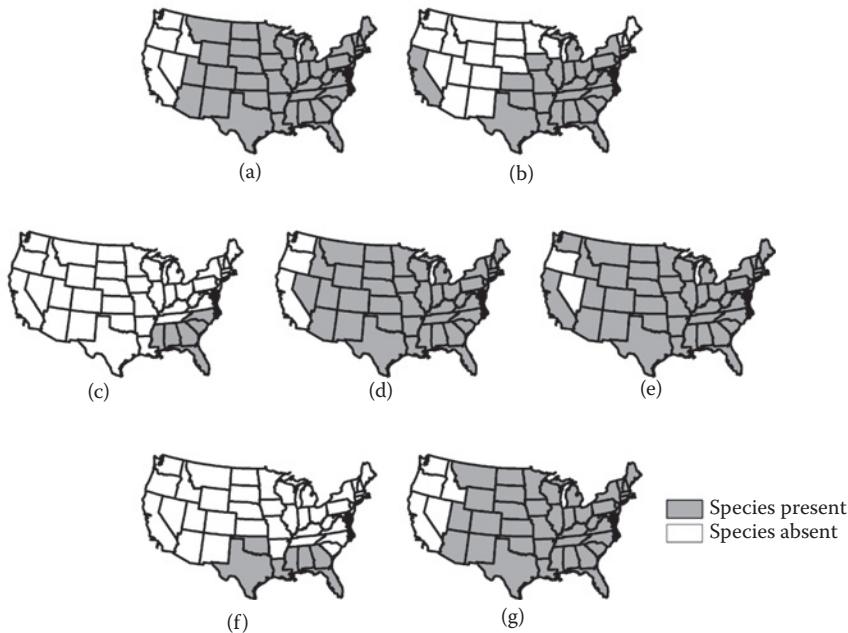 (a)
(b)
(c)
(d)
(e)
Species present
Species absent
(f)
(g)